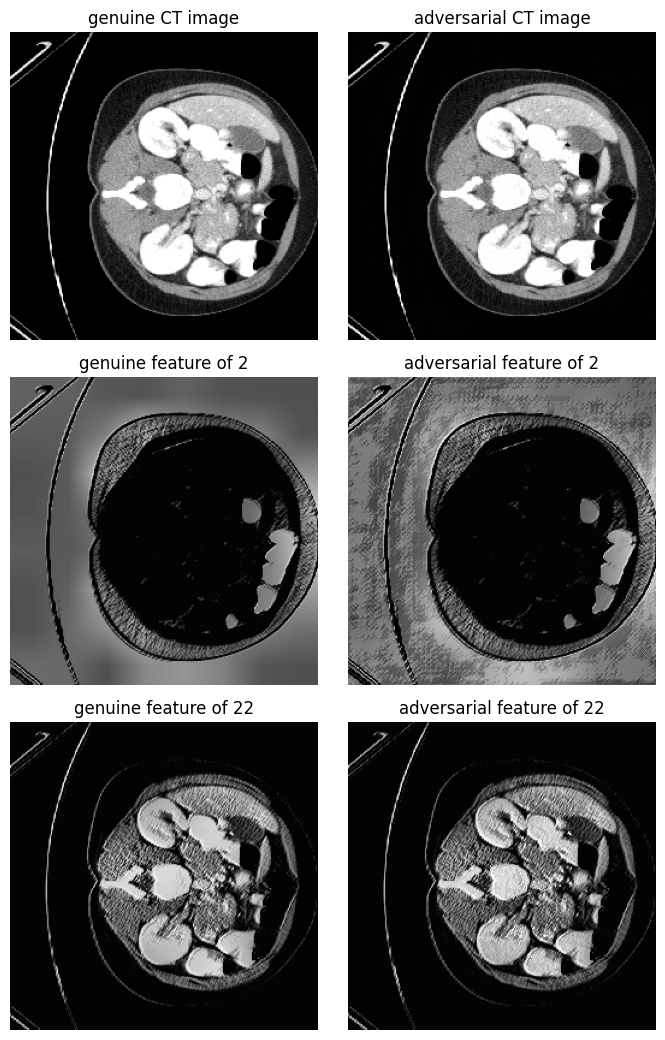 genuine CT image
adversarial CT image
genuine feature of 2
adversarial feature of 2
genuine feature of 22
adversarial feature of 22